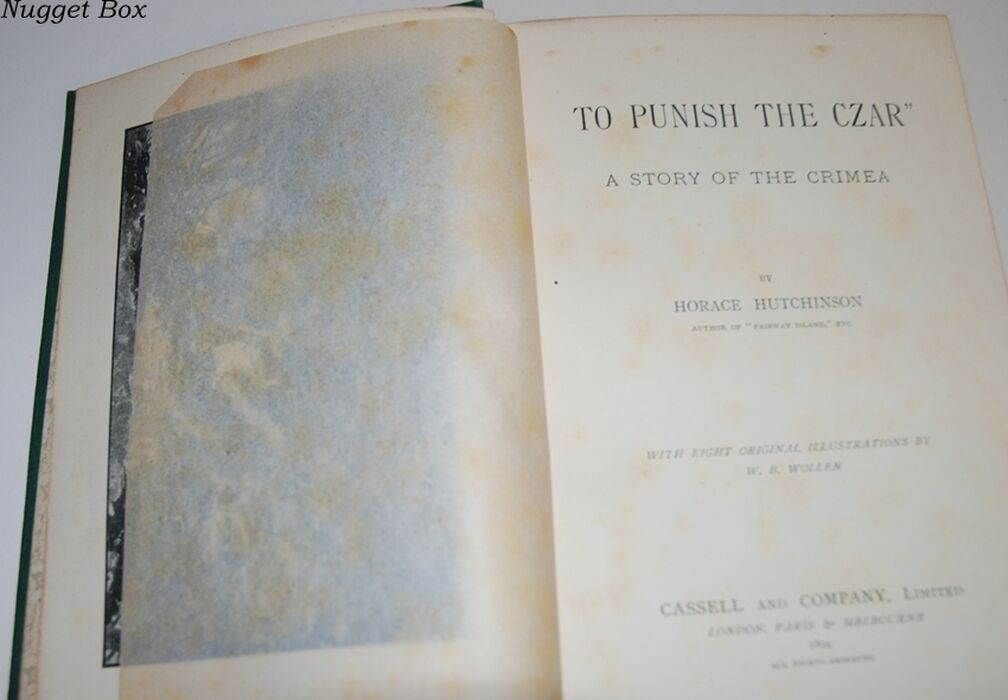 Nugget Box
TO PUNISH THE CZAR"
A STORY OF THE CRIMEA
BY
HORACE HUTCHINSON
AUTHOR OF "FAIRWAY ISLAND," ETC.
WITH EIGHT ORIGINAL ILLUSTRATIONS BY
W. B. WOLLEN
CASSELL AND COMPANY, LIMITED
LONDON, PARIS & MELBOURNE
ALL RIGHTS RESERVED